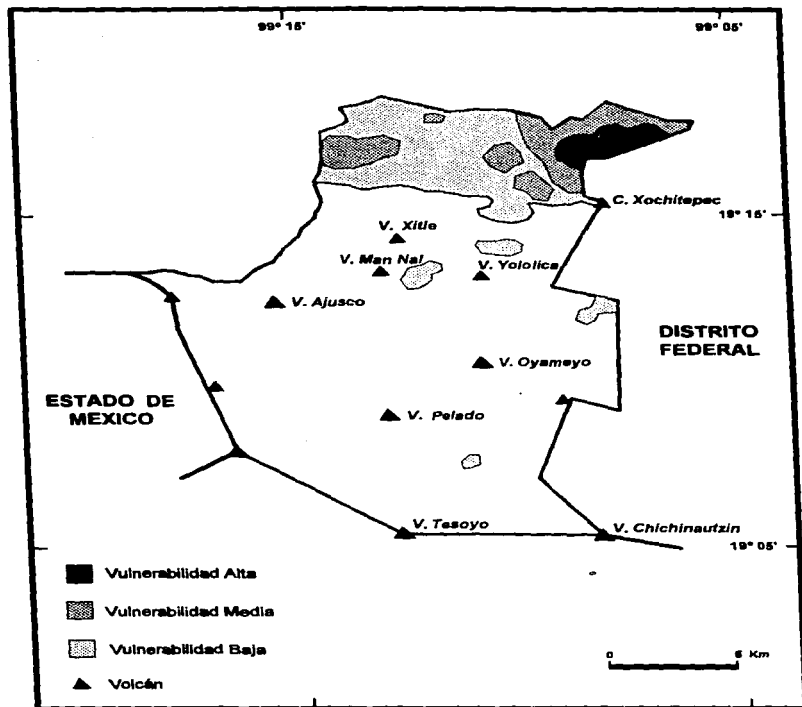 99° 15'
99° 05'
C. Xochitepec
19° 15'
V. Xitle
V. Man Nal
V. Yololica
V. Ajusco
DISTRITO
FEDERAL
V. Oyameyo
ESTADO DE
MEXICO
V. Pelado
V. Tesoyo
V. Chichinautzin
19° 05'
Vulnerabilidad Alta
Vulnerabilidad Media
Vulnerabilidad Baja
Volcán
0
6 Km